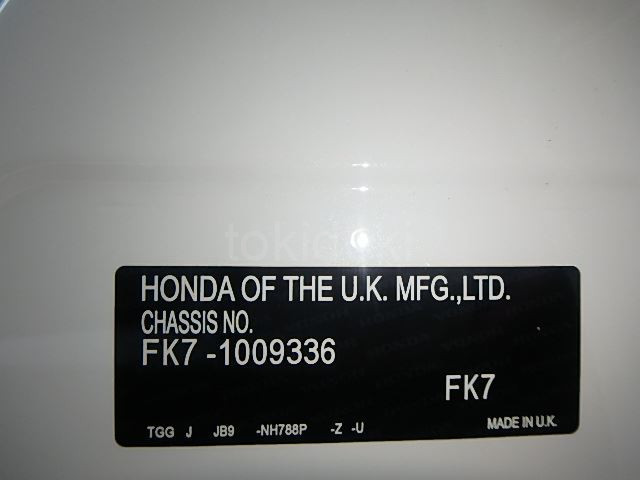 HONDA OF THE U.K. MFG.,LTD.
CHASSIS NO.
FK7 -1009336
FK7
TGG J JB9 -NH788P -Z -U
MADE IN U.K.